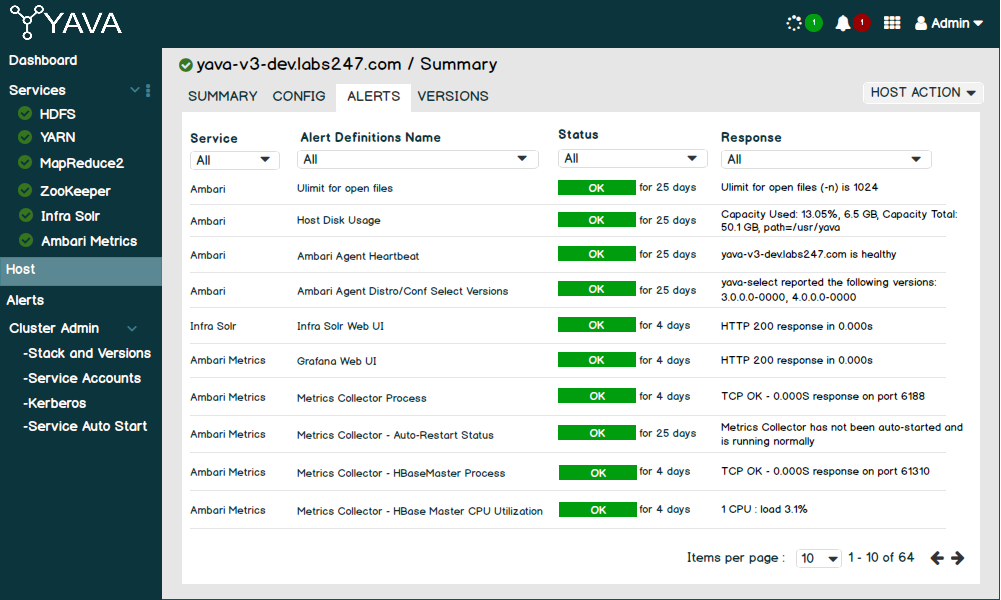 YAVA
1
1
Admin
Dashboard
Services
HDFS
YARN
MapReduce2
ZooKeeper
Infra Solr
Ambari Metrics
Host
Alerts
Cluster Admin
-Stack and Versions
-Service Accounts
-Kerberos
-Service Auto Start
yava-v3-dev.labs247.com / Summary
SUMMARY CONFIG ALERTS VERSIONS
HOST ACTION
Service Alert Definitions Name Status Response
All All All All
Ambari Ulimit for open files OK for 25 days Ulimit for open files (-n) is 1024
Ambari Host Disk Usage OK for 25 days Capacity Used: 13.05%, 6.5 GB, Capacity Total:
50.1 GB, path=/usr/yava
Ambari Ambari Agent Heartbeat OK for 25 days yava-v3-dev.labs247.com is healthy
Ambari Ambari Agent Distro/Conf Select Versions OK for 25 days yava-select reported the following versions:
3.0.0.0-0000, 4.0.0.0-0000
Infra Solr Infra Solr Web UI OK for 4 days HTTP 200 response in 0.000s
Ambari Metrics Grafana Web UI OK for 4 days HTTP 200 response in 0.000s
Ambari Metrics Metrics Collector Process OK for 4 days TCP OK - 0.000S response on port 6188
Ambari Metrics Metrics Collector - Auto-Restart Status OK for 25 days Metrics Collector has not been auto-started and
is running normally
Ambari Metrics Metrics Collector - HBaseMaster Process OK for 4 days TCP OK - 0.000S response on port 61310
Ambari Metrics Metrics Collector - HBase Master CPU Utilization OK for 4 days 1 CPU : load 3.1%
Items per page : 10 1 - 10 of 64